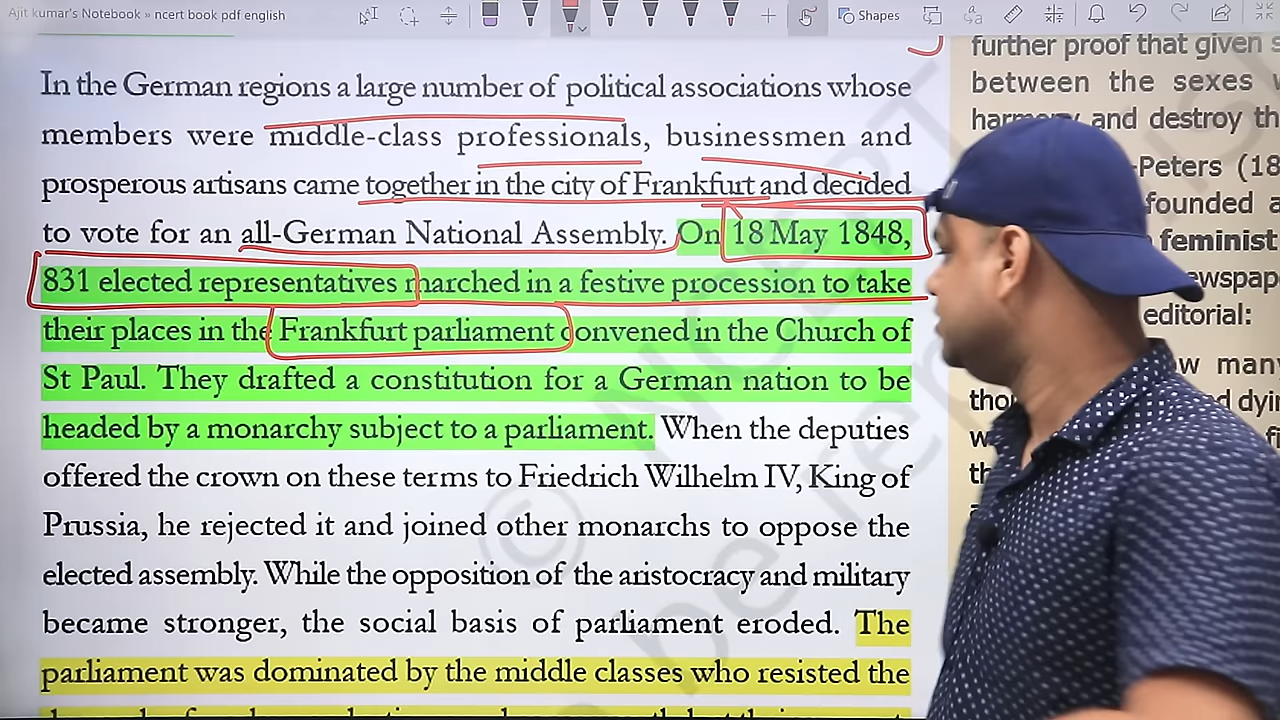 Ajit kumar's Notebook » ncert book pdf english
Shapes
In the German regions a large number of political associations whose
members were middle-class professionals, businessmen and
prosperous artisans came together in the city of Frankfurt and decided
to vote for an all-German National Assembly. On 18 May 1848,
831 elected representatives marched in a festive procession to take
their places in the Frankfurt parliament convened in the Church of
St Paul. They drafted a constitution for a German nation to be
headed by a monarchy subject to a parliament. When the deputies
offered the crown on these terms to Friedrich Wilhelm IV, King of
Prussia, he rejected it and joined other monarchs to oppose the
elected assembly. While the opposition of the aristocracy and military
became stronger, the social basis of parliament eroded. The
parliament was dominated by the middle classes who resisted the
further proof that given
between the sexes
harmony and destroy
-Peters (18
founded
feminist
editorial:
many
© NCERT